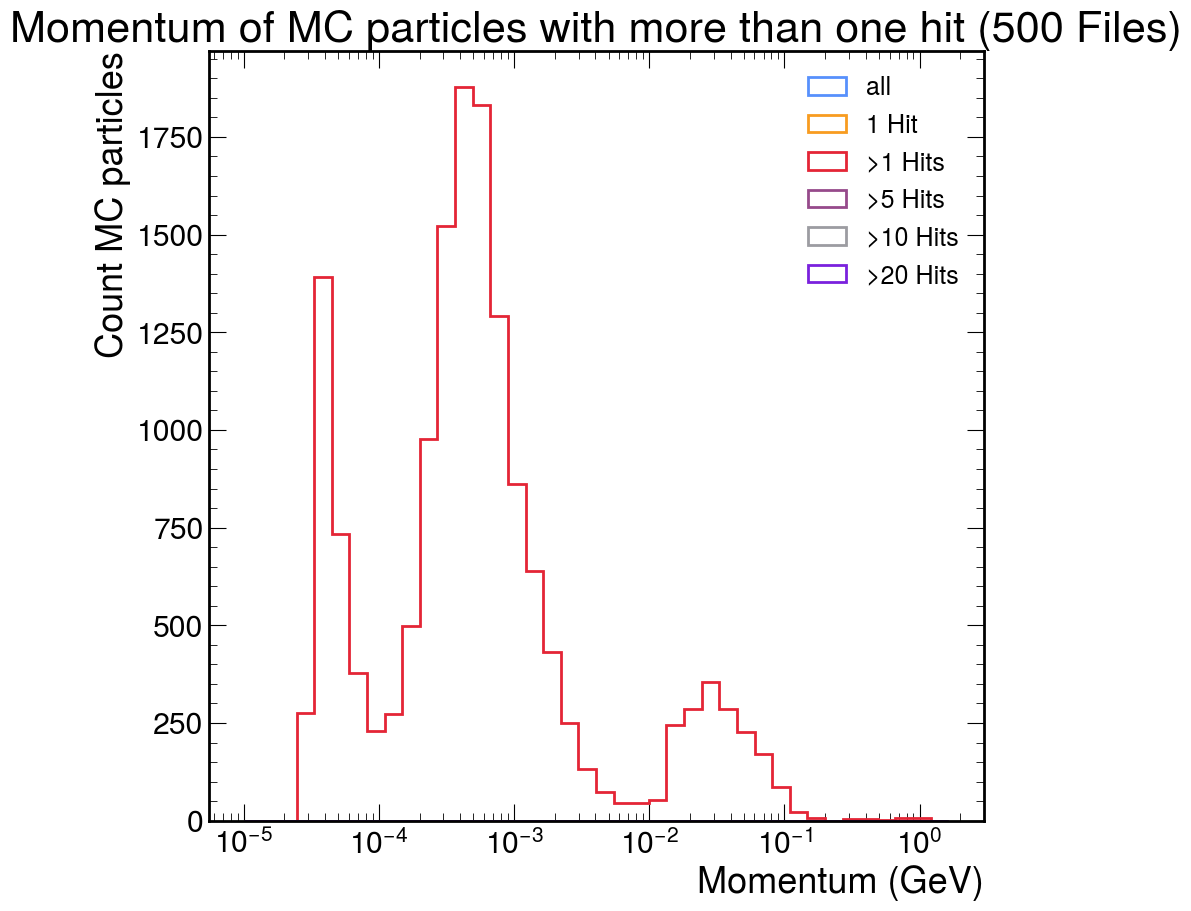 Momentum of MC particles with more than one hit (500 Files)
Count MC particles
1750
1500
1250
1000
750
500
250
0
all
1 Hit
>1 Hits
>5 Hits
>10 Hits
>20 Hits
10⁻⁵ 10⁻⁴ 10⁻³ 10⁻² 10⁻¹ 10⁰
Momentum (GeV)